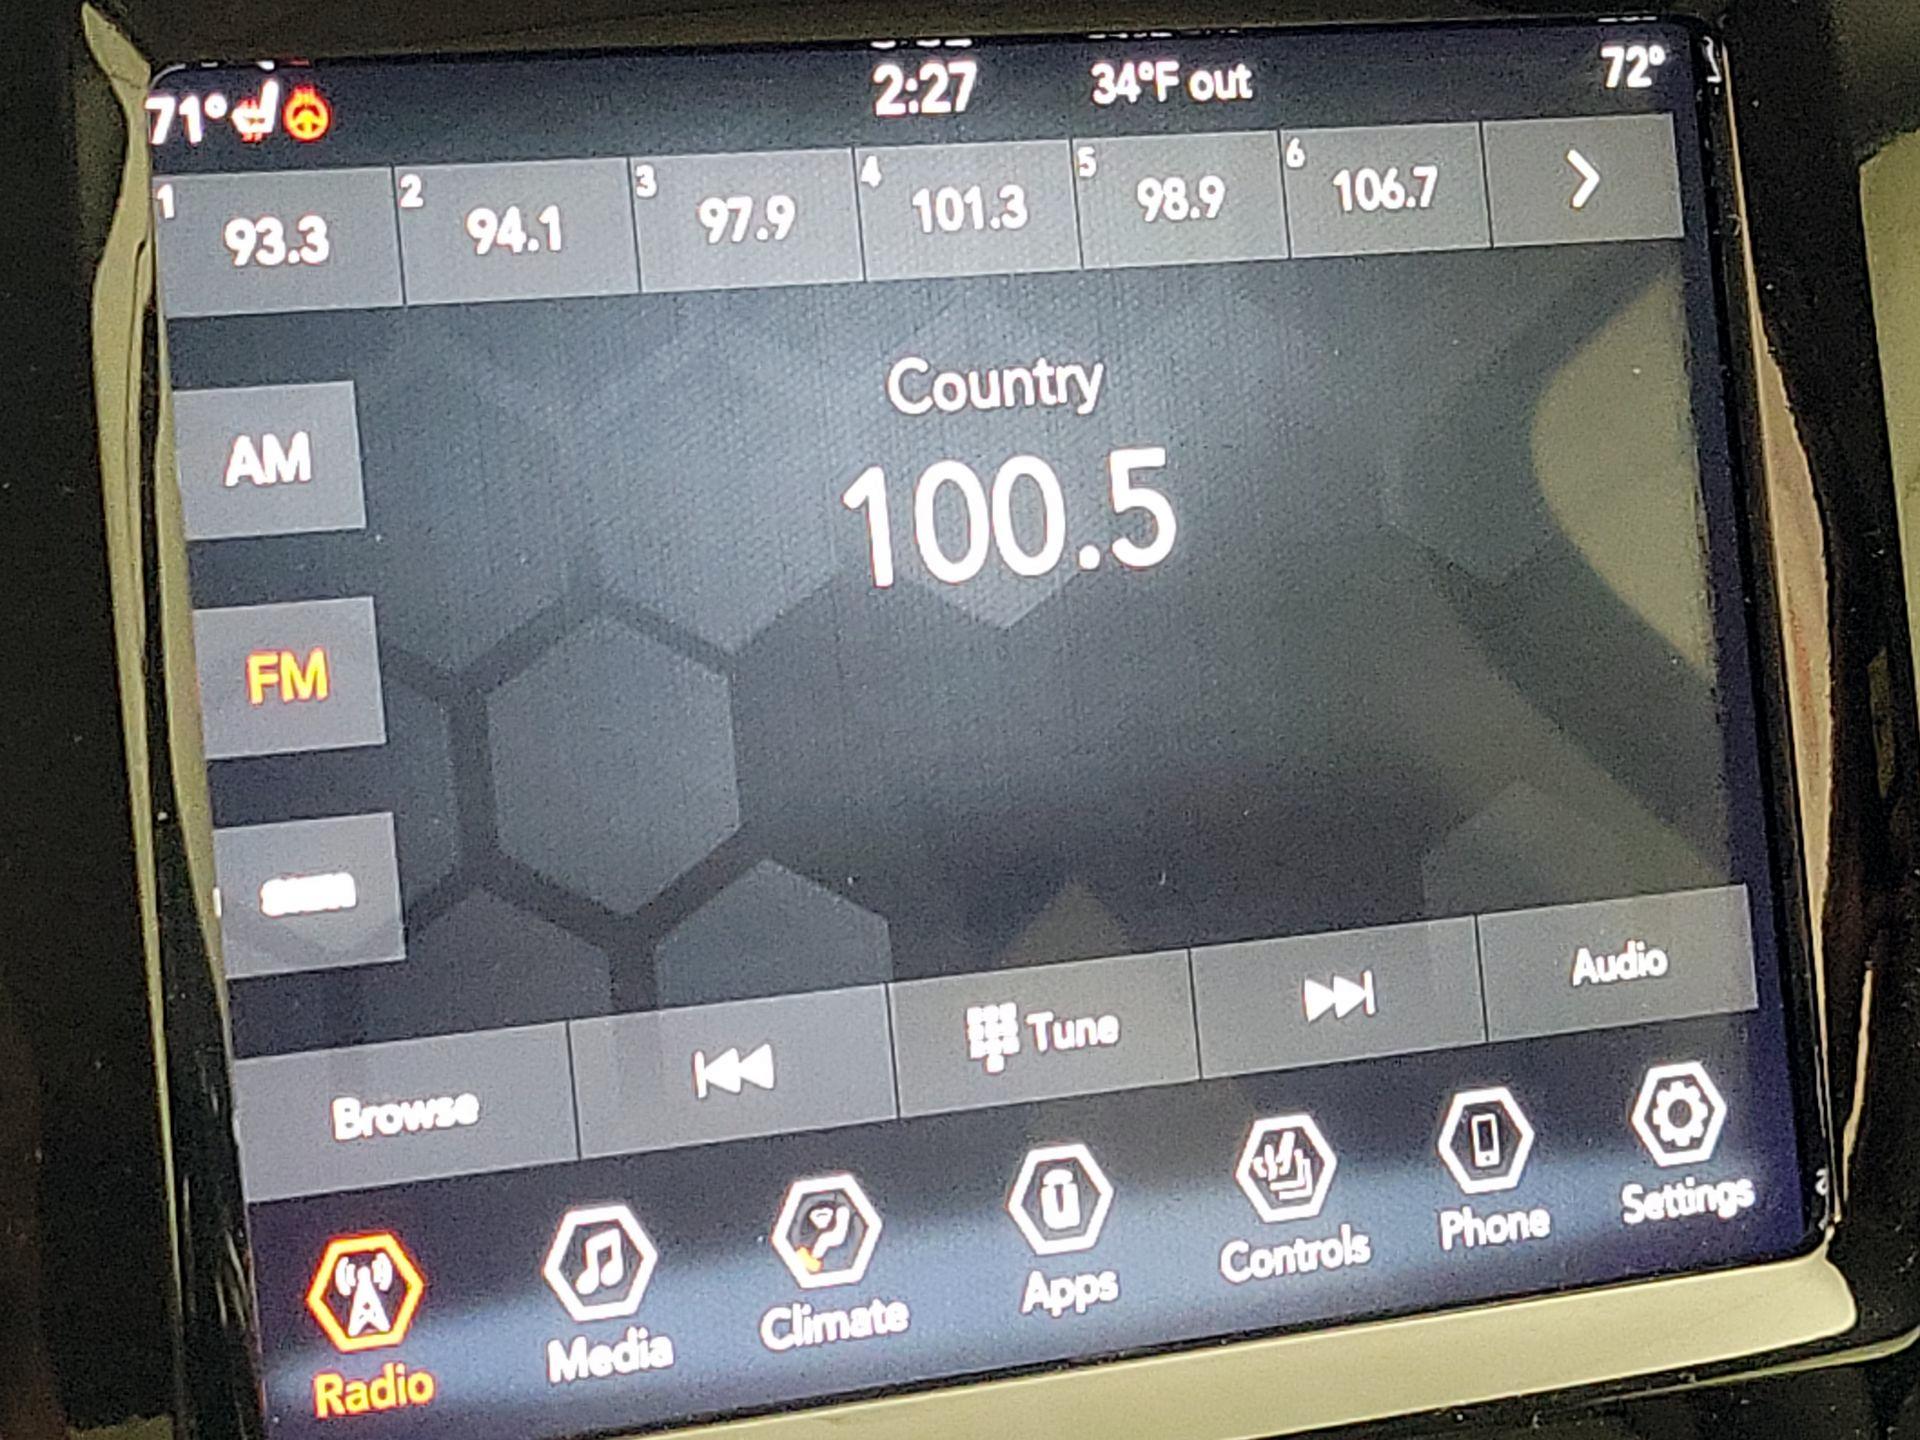 71° 2:27 34°F out 72°
1 93.3 2 94.1 3 97.9 4 101.3 5 98.9 6 106.7
Country
100.5
AM
FM
Browse Tune Audio
Radio Media Climate Apps Controls Phone Settings